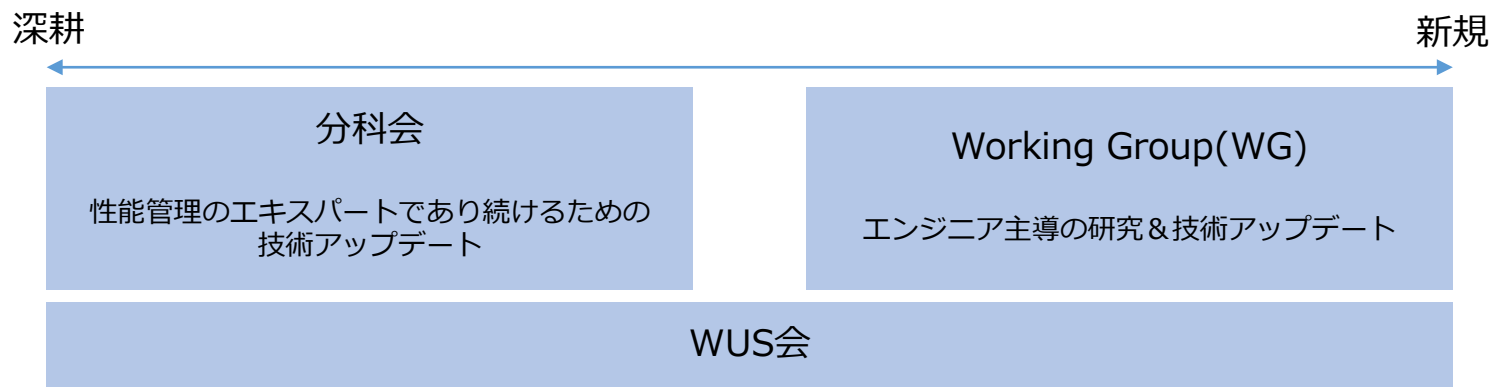 深耕
新規
分科会
性能管理のエキスパートであり続けるための
技術アップデート
Working Group(WG)
エンジニア主導の研究＆技術アップデート
WUS会